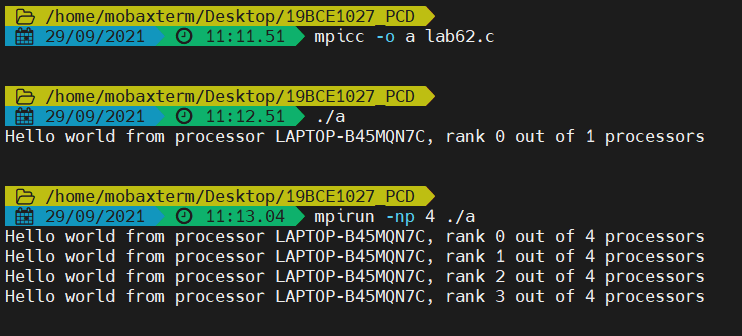 /home/mobaxterm/Desktop/19BCE1027_PCD
29/09/2021 11:11.51 mpicc -o a lab62.c
/home/mobaxterm/Desktop/19BCE1027_PCD
29/09/2021 11:12.51 ./a
Hello world from processor LAPTOP-B45MQN7C, rank 0 out of 1 processors
/home/mobaxterm/Desktop/19BCE1027_PCD
29/09/2021 11:13.04 mpirun -np 4 ./a
Hello world from processor LAPTOP-B45MQN7C, rank 0 out of 4 processors
Hello world from processor LAPTOP-B45MQN7C, rank 1 out of 4 processors
Hello world from processor LAPTOP-B45MQN7C, rank 2 out of 4 processors
Hello world from processor LAPTOP-B45MQN7C, rank 3 out of 4 processors